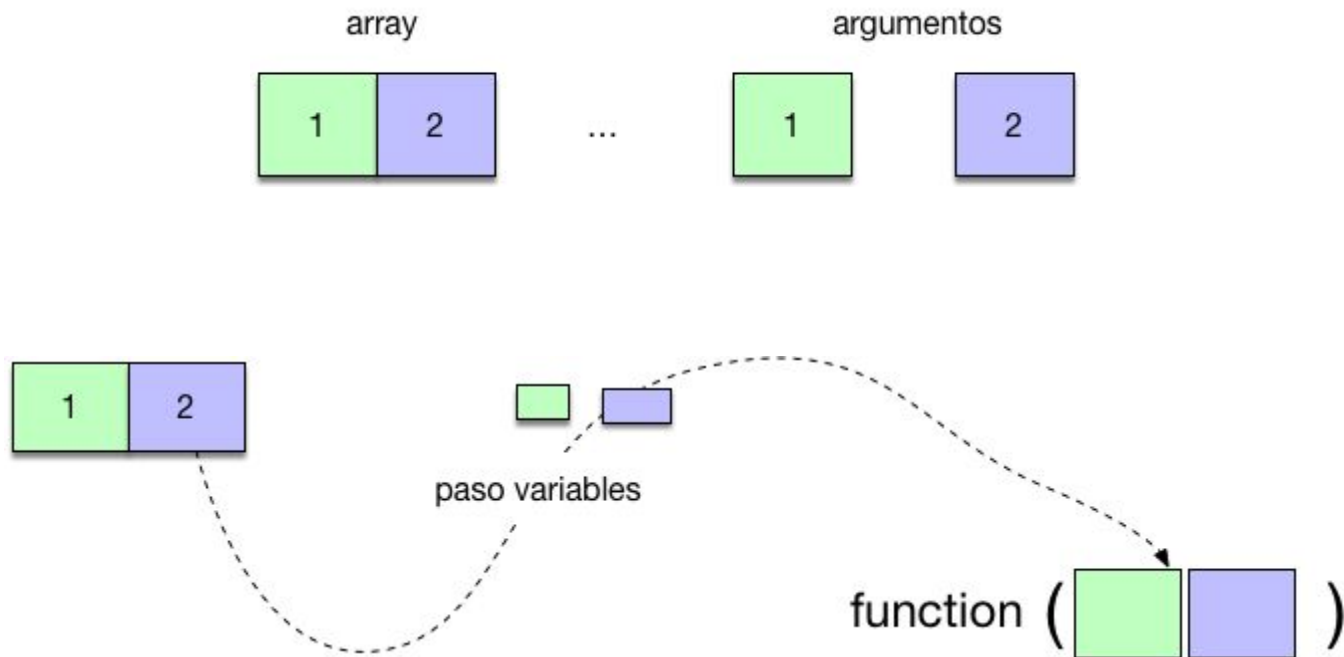 array argumentos
1 2 ... 1 2
1 2
paso variables
function ( )